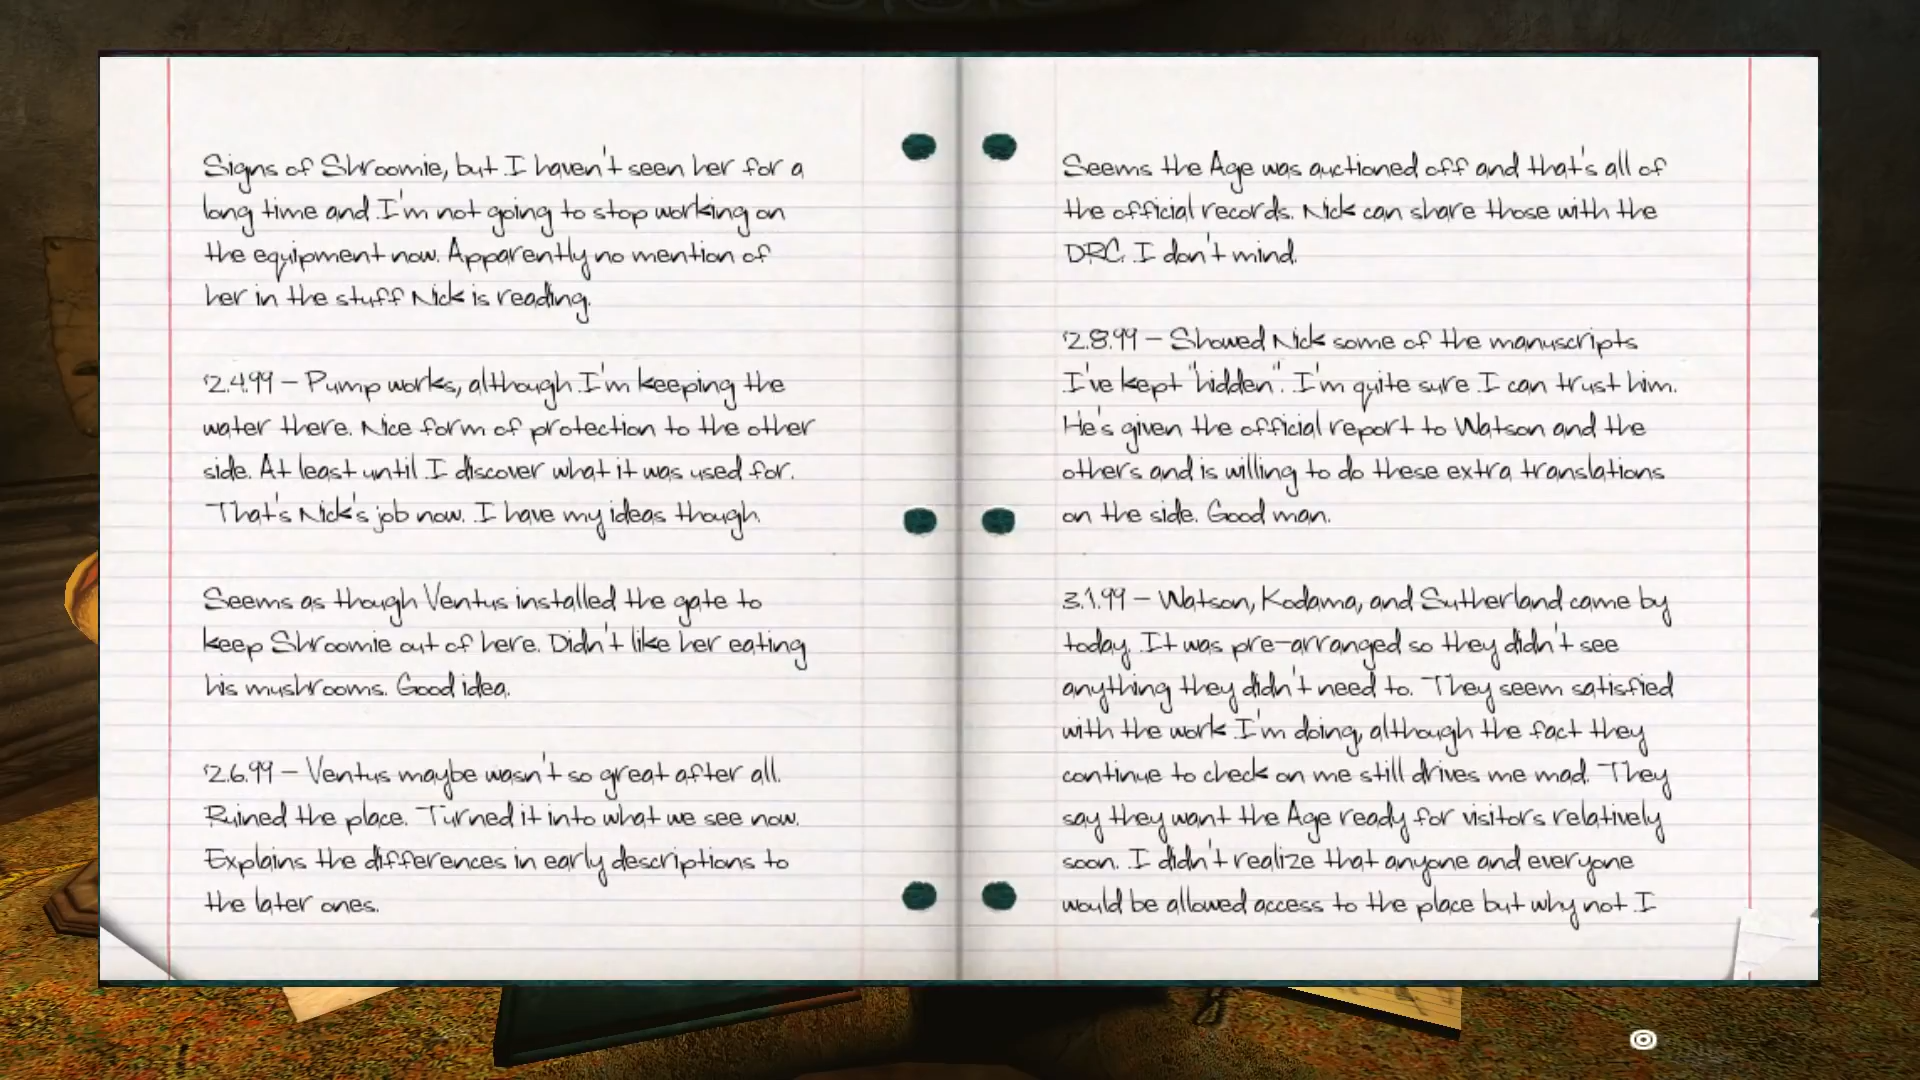 Signs of Shroomie, but I haven't seen her for a
long time and I'm not going to stop working on
the equipment now. Apparently no mention of
her in the stuff Nick is reading.
12.4.99 – Pump works, although I'm keeping the
water there. Nice form of protection to the other
side. At least until I discover what it was used for.
That's Nick's job now. I have my ideas though.
Seems as though Ventus installed the gate to
keep Shroomie out of here. Didn't like her eating
his mushrooms. Good idea.
12.6.99 – Ventus maybe wasn't so great after all.
Ruined the place. Turned it into what we see now.
Explains the differences in early descriptions to
the later ones.
Seems the Age was auctioned off and that's all of
the official records. Nick can share those with the
DRC. I don't mind.
12.8.99 – Showed Nick some of the manuscripts
I've kept "hidden". I'm quite sure I can trust him.
He's given the official report to Watson and the
others and is willing to do these extra translations
on the side. Good man.
3.1.99 – Watson, Kodama, and Sutherland came by
today. It was pre-arranged so they didn't see
anything they didn't need to. They seem satisfied
with the work I'm doing, although the fact they
continue to check on me still drives me mad. They
say they want the Age ready for visitors relatively
soon. I didn't realize that anyone and everyone
would be allowed access to the place but why not. I